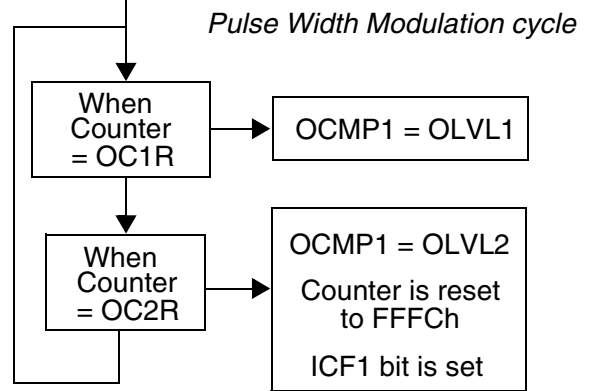 Pulse Width Modulation cycle
When
Counter
= OC1R
OCMP1 = OLVL1
When
Counter
= OC2R
OCMP1 = OLVL2
Counter is reset
to FFFCh
ICF1 bit is set